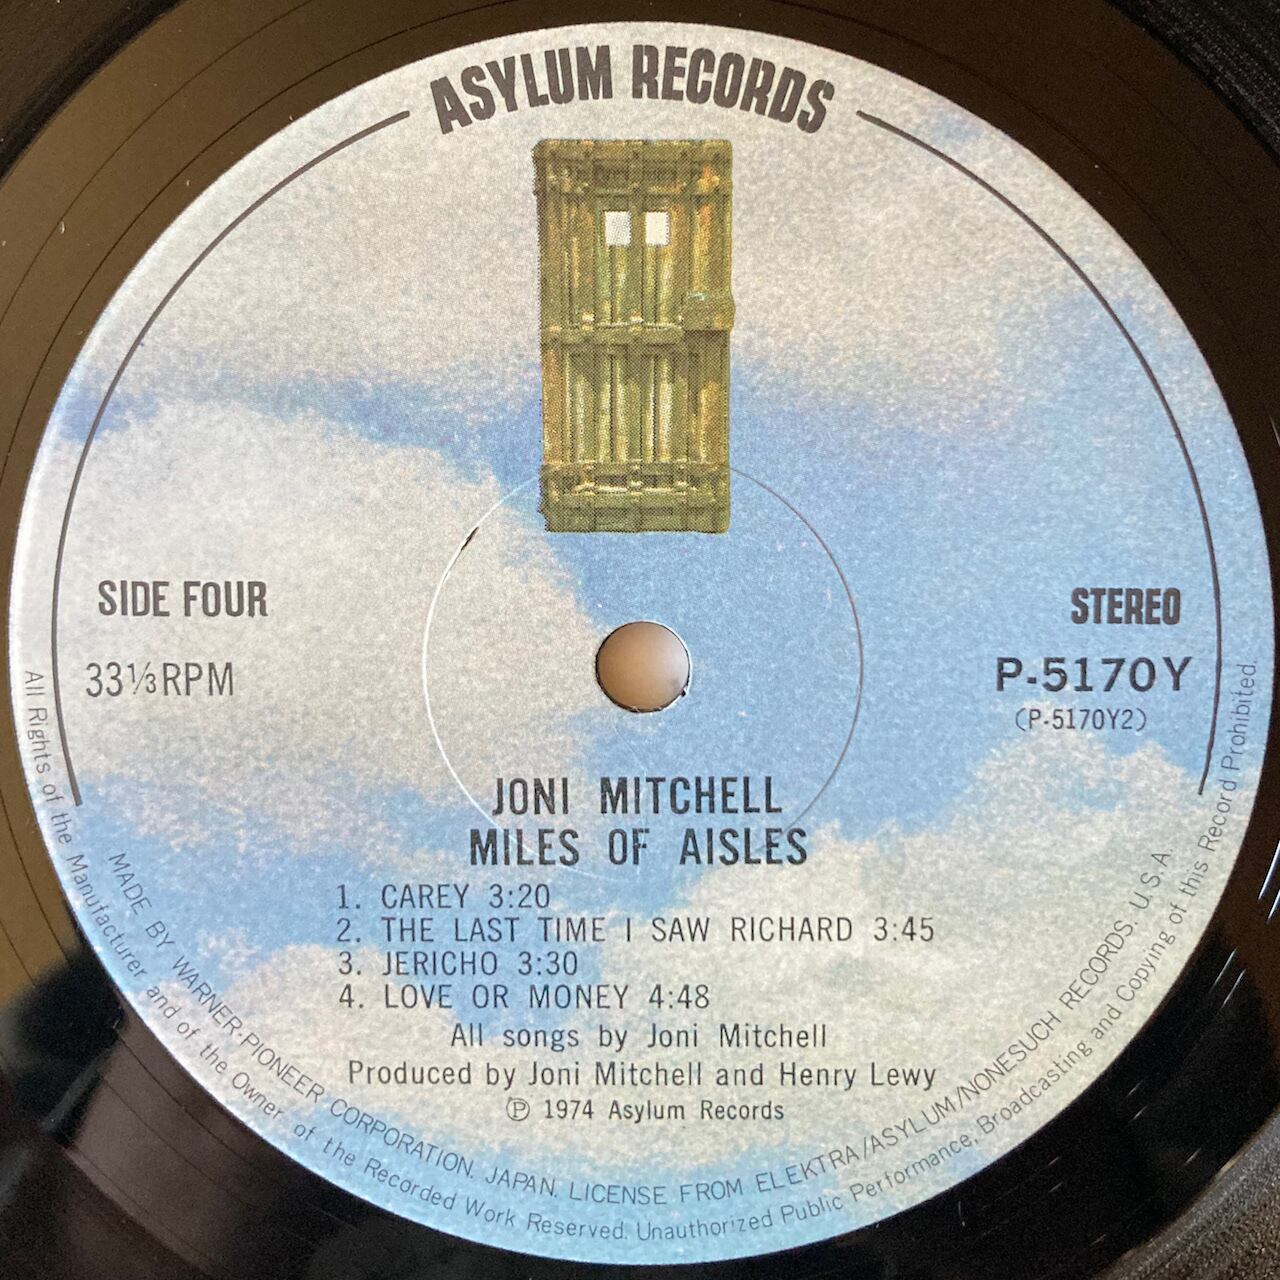 ASYLUM RECORDS
SIDE FOUR
33⅓ RPM
STEREO
P-5170Y
(P-5170Y2)
JONI MITCHELL
MILES OF AISLES
1. CAREY 3:20
2. THE LAST TIME I SAW RICHARD 3:45
3. JERICHO 3:30
4. LOVE OR MONEY 4:48
All songs by Joni Mitchell
Produced by Joni Mitchell and Henry Lewy
℗ 1974 Asylum Records
MADE BY WARNER-PIONEER CORPORATION. JAPAN. LICENSE FROM ELEKTRA/ASYLUM/NONESUCH RECORDS. U.S.A.
All Rights of the Manufacturer and of the Owner of the Recorded Work Reserved. Unauthorized Public Performance, Broadcasting and Copying of this Record Prohibited.